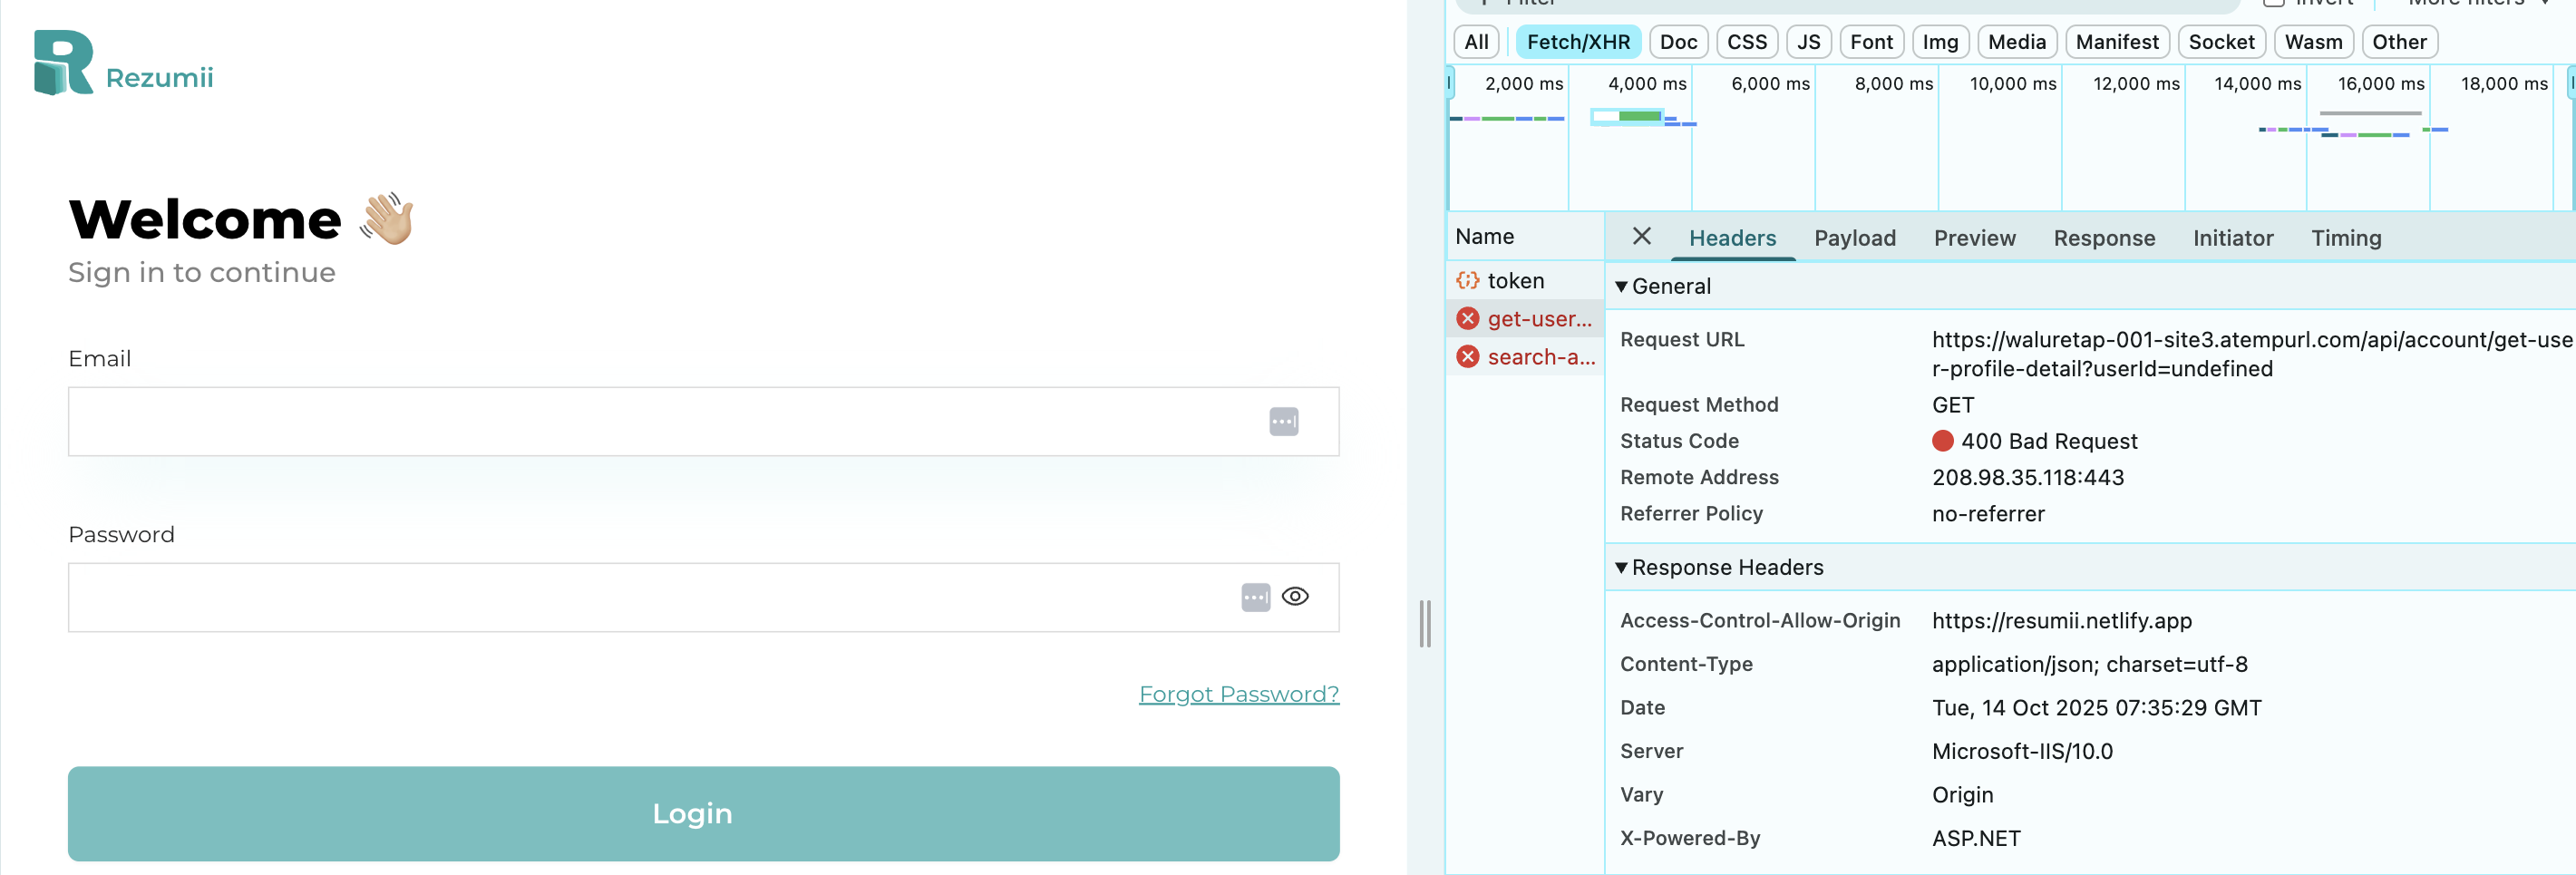 Rezumii
Welcome 👋🏼
Sign in to continue
Email
Password
Forgot Password?
Login
Filter
Invert
More filters
All
Fetch/XHR
Doc
CSS
JS
Font
Img
Media
Manifest
Socket
Wasm
Other
2,000 ms
4,000 ms
6,000 ms
8,000 ms
10,000 ms
12,000 ms
14,000 ms
16,000 ms
18,000 ms
Name
token
get-user...
search-a...
Headers
Payload
Preview
Response
Initiator
Timing
General
Request URL
https://waluretap-001-site3.atempurl.com/api/account/get-use
r-profile-detail?userId=undefined
Request Method
GET
Status Code
400 Bad Request
Remote Address
208.98.35.118:443
Referrer Policy
no-referrer
Response Headers
Access-Control-Allow-Origin
https://resumii.netlify.app
Content-Type
application/json; charset=utf-8
Date
Tue, 14 Oct 2025 07:35:29 GMT
Server
Microsoft-IIS/10.0
Vary
Origin
X-Powered-By
ASP.NET